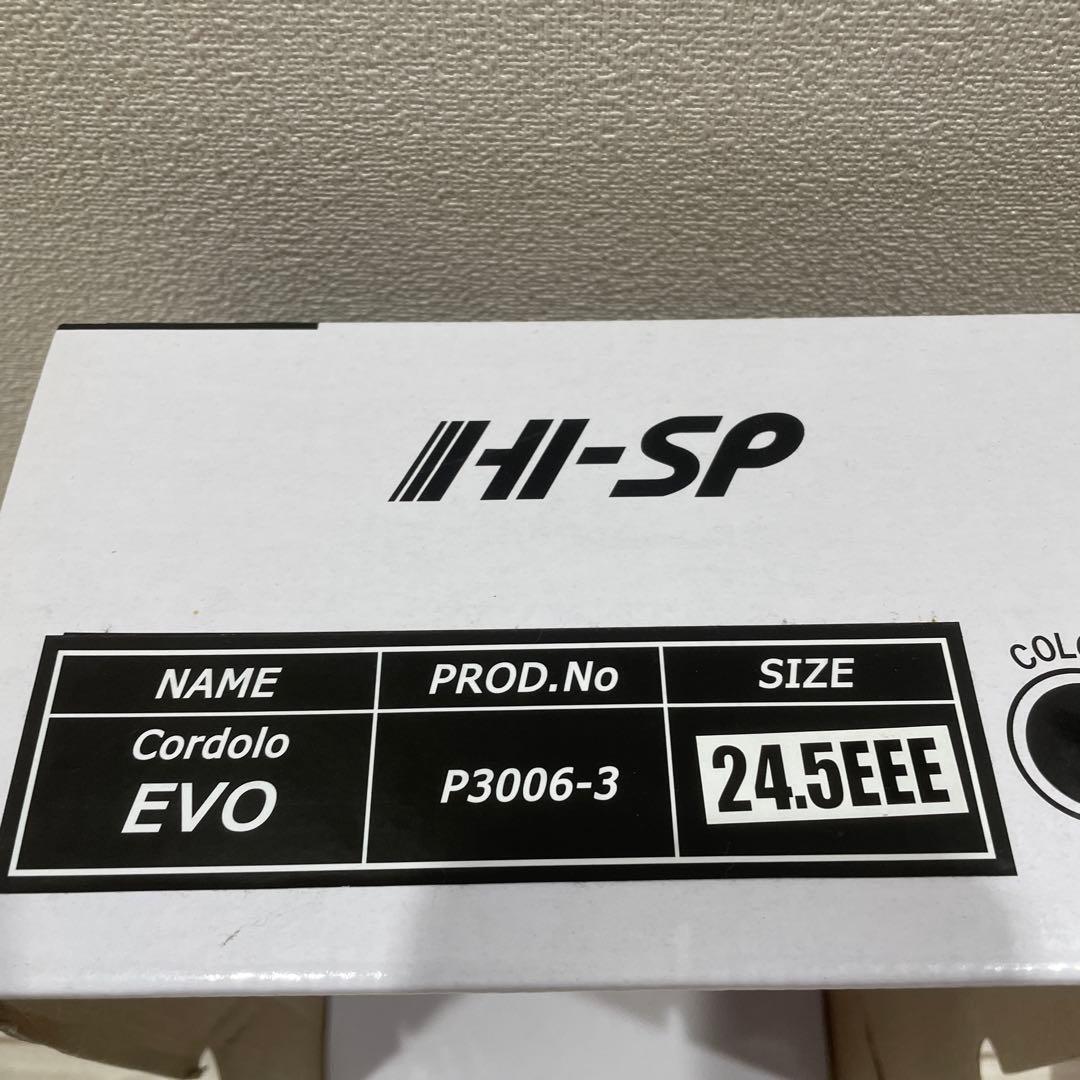 HI-SP
NAME PROD.No SIZE
Cordolo
EVO P3006-3 24.5EEE